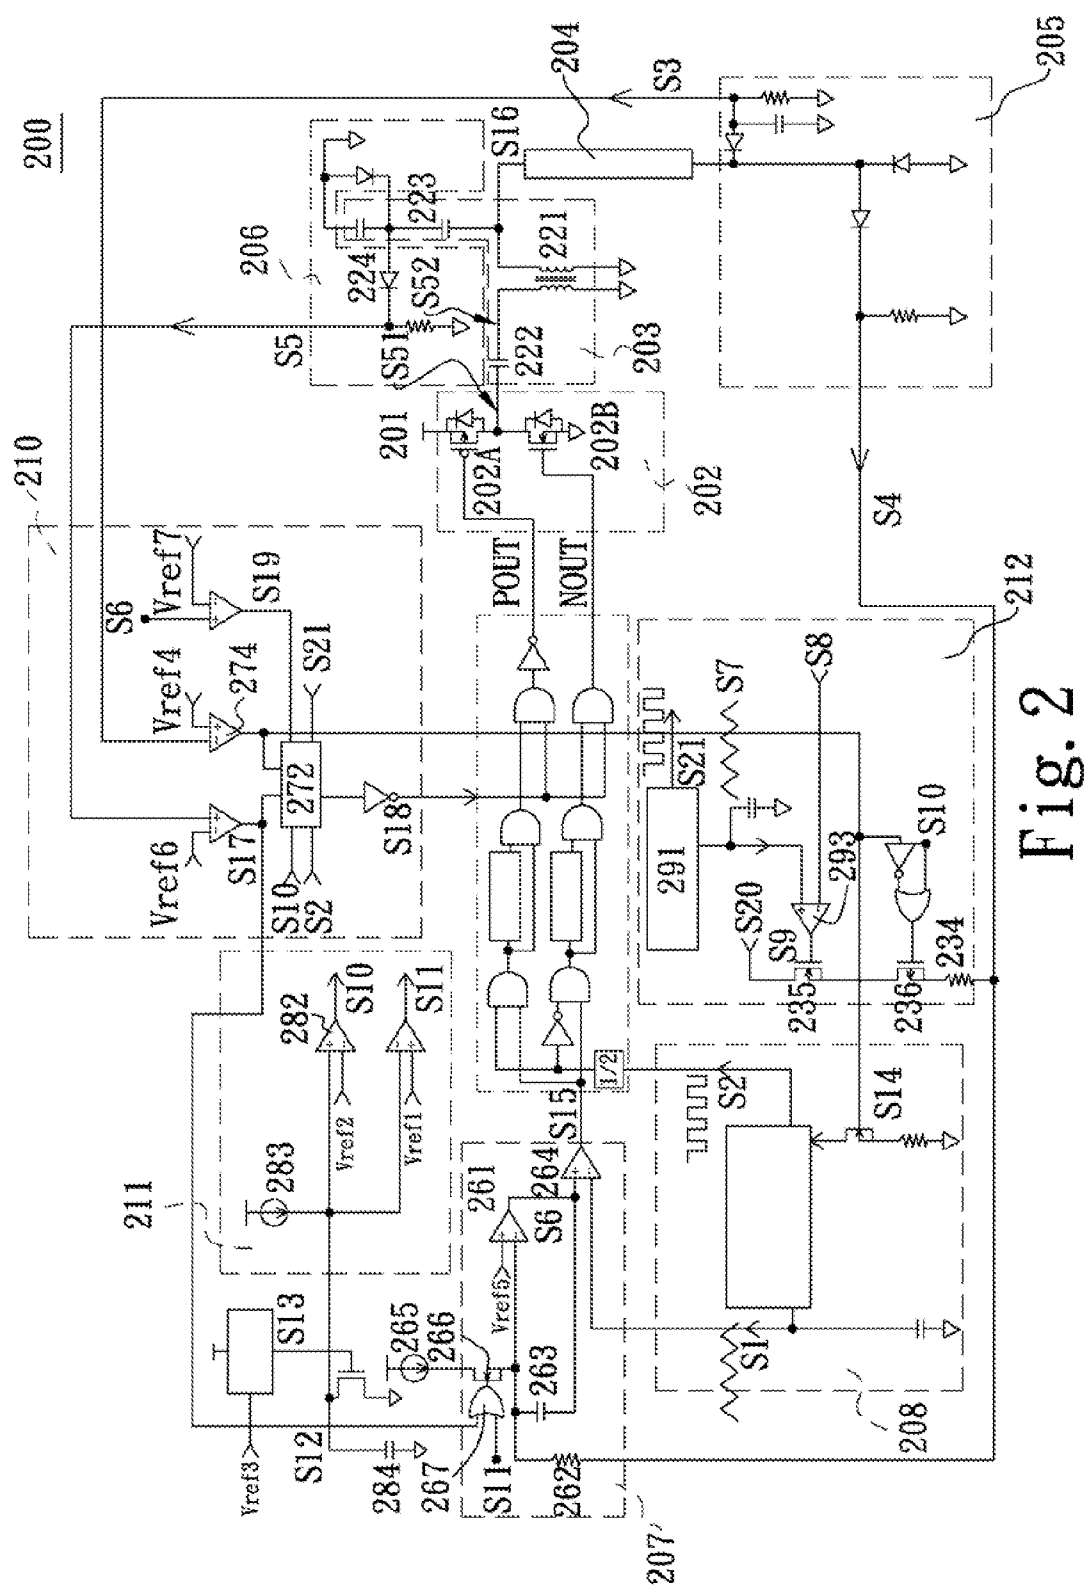 200
210
206
S3
204
205
S16
223
221
224
S52
S5
S51
222
203
201
202A
202B
202
S4
Vref7
S6
S19
Vref4
274
S21
272
Vref6
S17
S10
S2
S18
POUT
NOUT
S7
S21
S8
212
291
S20
S9
293
S10
235
236
234
211
283
282
S10
S11
Vref2
Vref1
1/2
S15
S2
S14
261
264
S6
Vref5
S13
265
266
263
S1
208
Vref3
S12
284
267
S11
262
207
Fig. 2